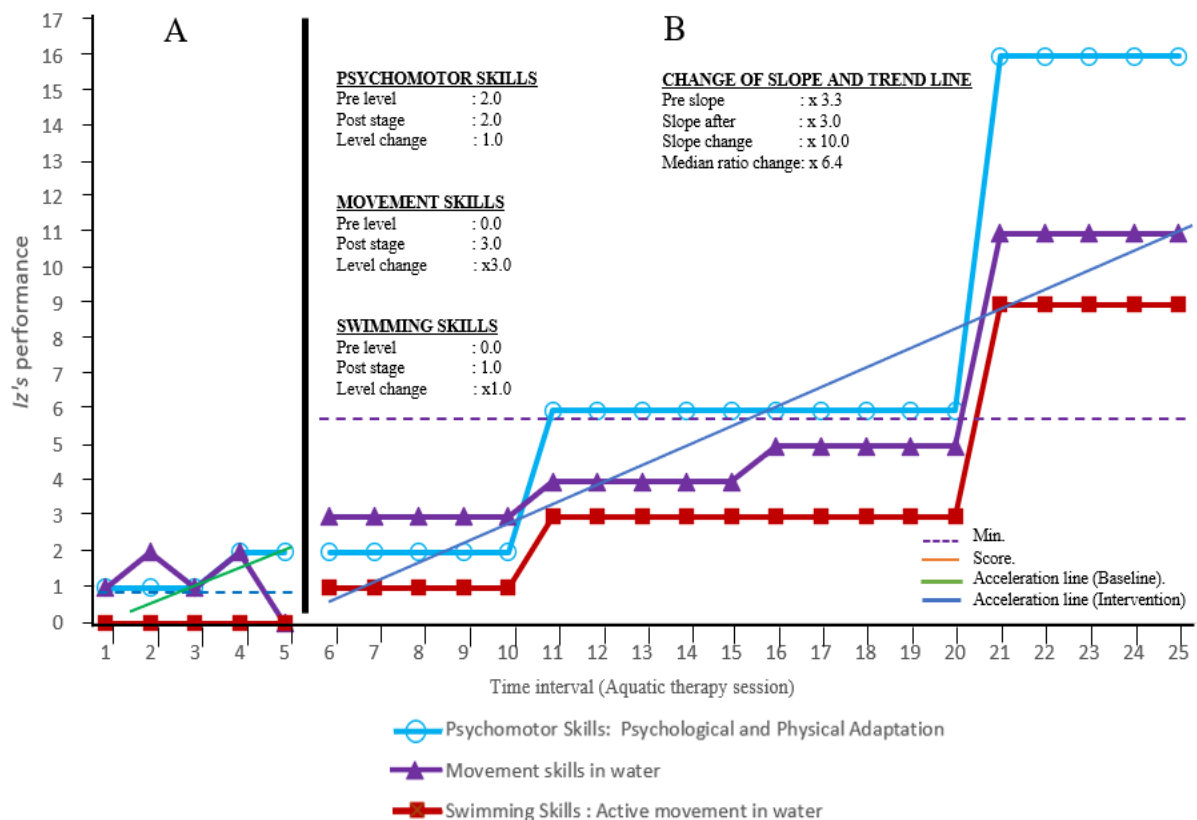 A
B
17
16
15
14
13
12
11
10
9
8
7
6
5
4
3
2
1
0
Iz's performance
PSYCHOMOTOR SKILLS
Pre level : 2.0
Post stage : 2.0
Level change : 1.0
MOVEMENT SKILLS
Pre level : 0.0
Post stage : 3.0
Level change : x3.0
SWIMMING SKILLS
Pre level : 0.0
Post stage : 1.0
Level change : x1.0
CHANGE OF SLOPE AND TREND LINE
Pre slope : x 3.3
Slope after : x 3.0
Slope change : x 10.0
Median ratio change: x 6.4
Min.
Score.
Acceleration line (Baseline).
Acceleration line (Intervention)
1 2 3 4 5 6 7 8 9 10 11 12 13 14 15 16 17 18 19 20 21 22 23 24 25
Time interval (Aquatic therapy session)
Psychomotor Skills: Psychological and Physical Adaptation
Movement skills in water
Swimming Skills : Active movement in water